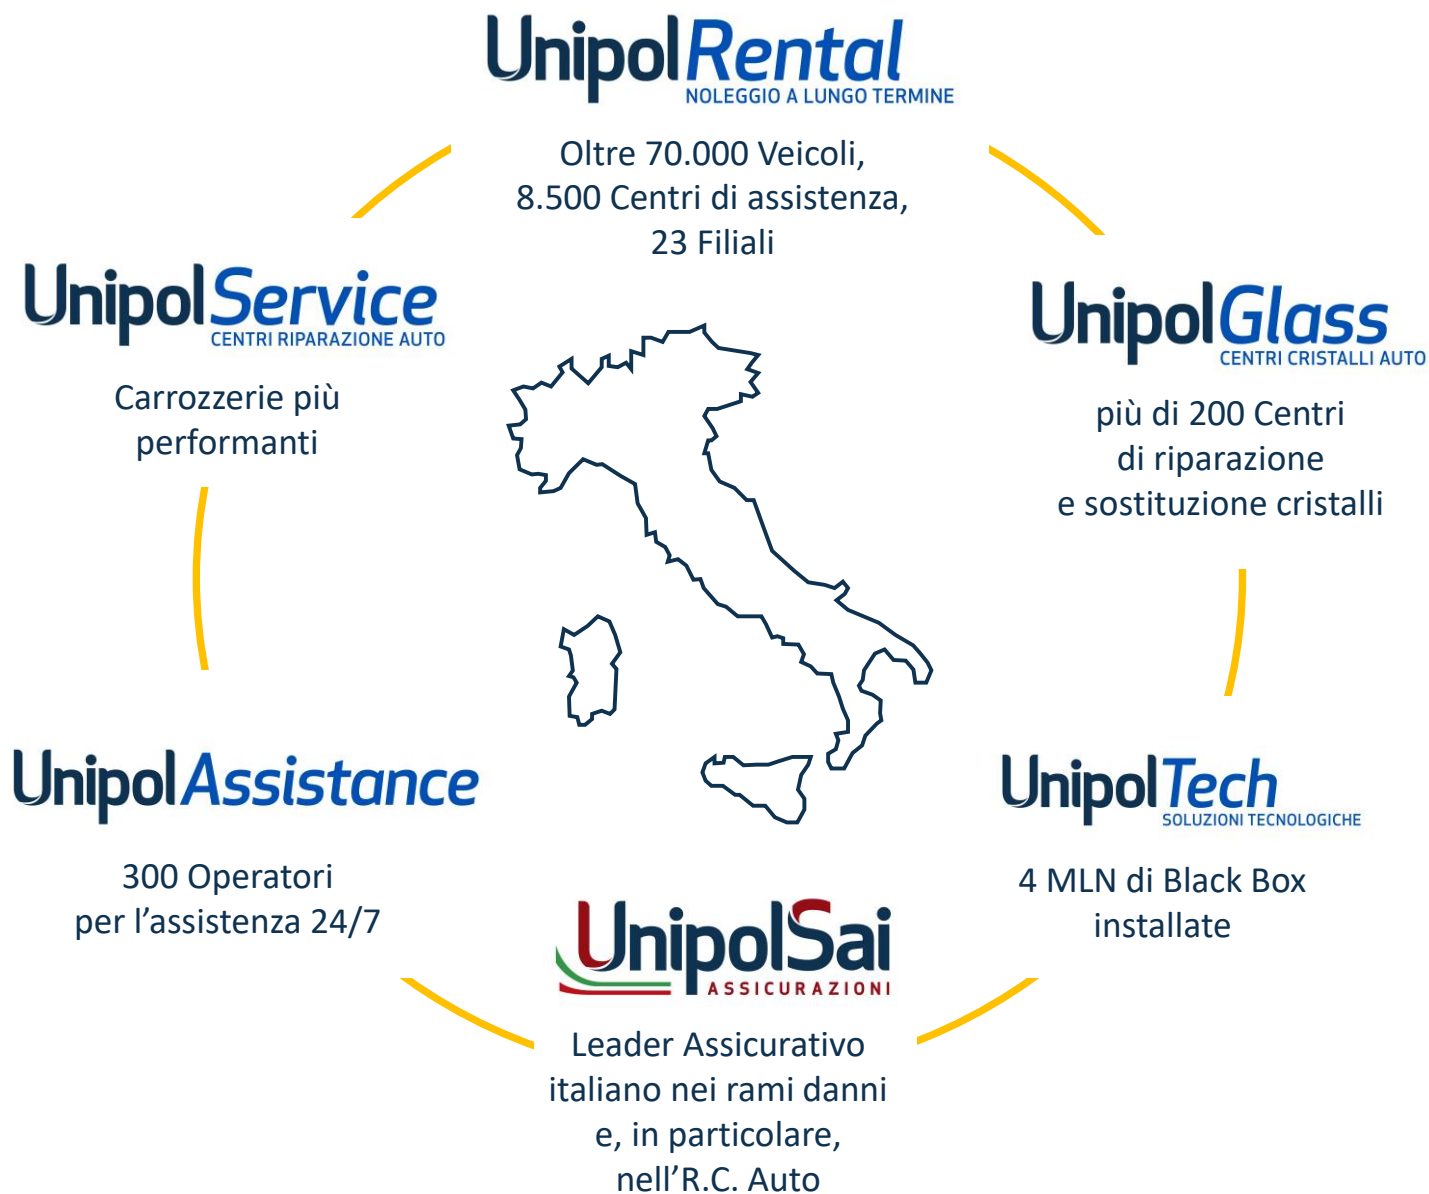 UnipolRental
NOLEGGIO A LUNGO TERMINE
Oltre 70.000 Veicoli,
8.500 Centri di assistenza,
23 Filiali
UnipolService
CENTRI RIPARAZIONE AUTO
Carrozzerie più
performanti
UnipolGlass
CENTRI CRISTALLI AUTO
più di 200 Centri
di riparazione
e sostituzione cristalli
UnipolAssistance
300 Operatori
per l’assistenza 24/7
UnipolTech
SOLUZIONI TECNOLOGICHE
4 MLN di Black Box
installate
UnipolSai
ASSICURAZIONI
Leader Assicurativo
italiano nei rami danni
e, in particolare,
nell’R.C. Auto